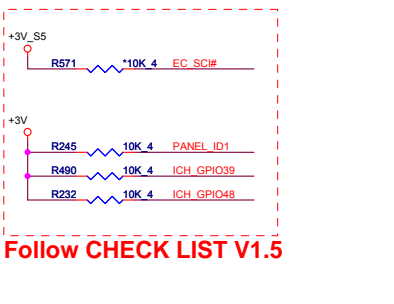 +3V_S5
R571 *10K_4 EC_SCI#
+3V
R245 10K_4 PANEL_ID1
R490 10K_4 ICH_GPIO39
R232 10K_4 ICH_GPIO48
Follow CHECK LIST V1.5